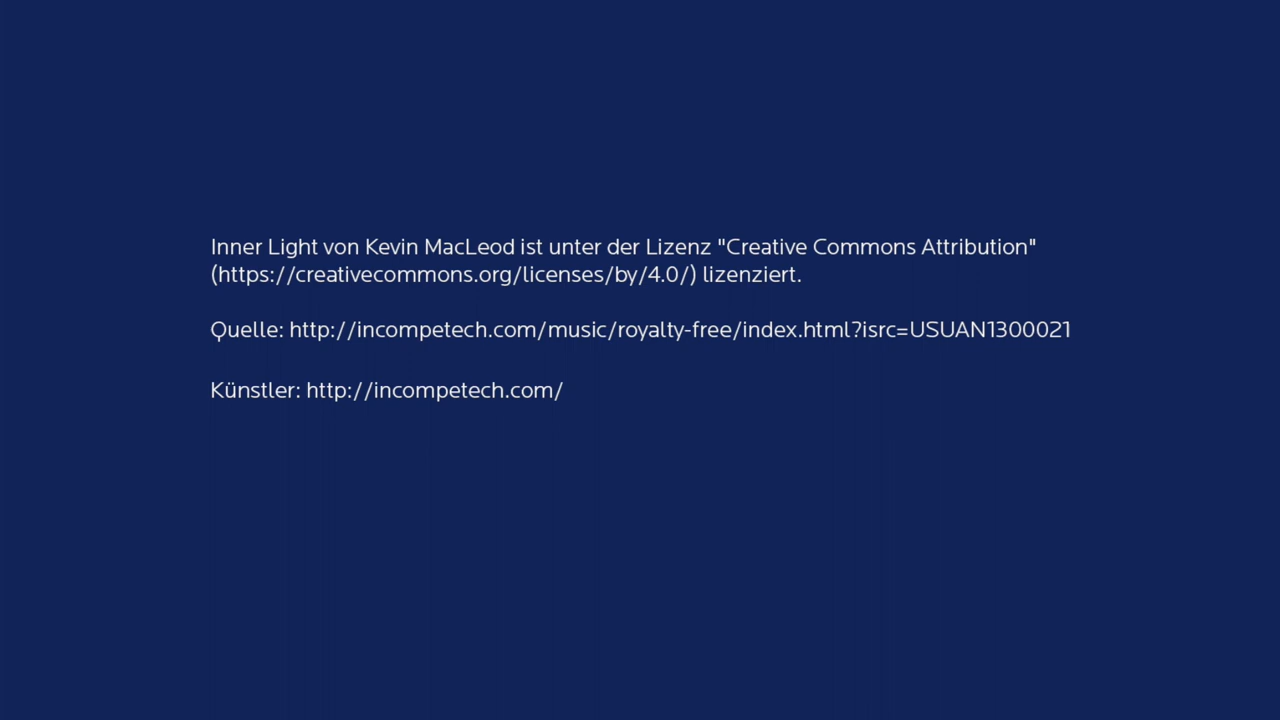 Inner Light von Kevin MacLeod ist unter der Lizenz "Creative Commons Attribution"
(https://creativecommons.org/licenses/by/4.0/) lizenziert.
Quelle: http://incompetech.com/music/royalty-free/index.html?isrc=USUAN1300021
Künstler: http://incompetech.com/